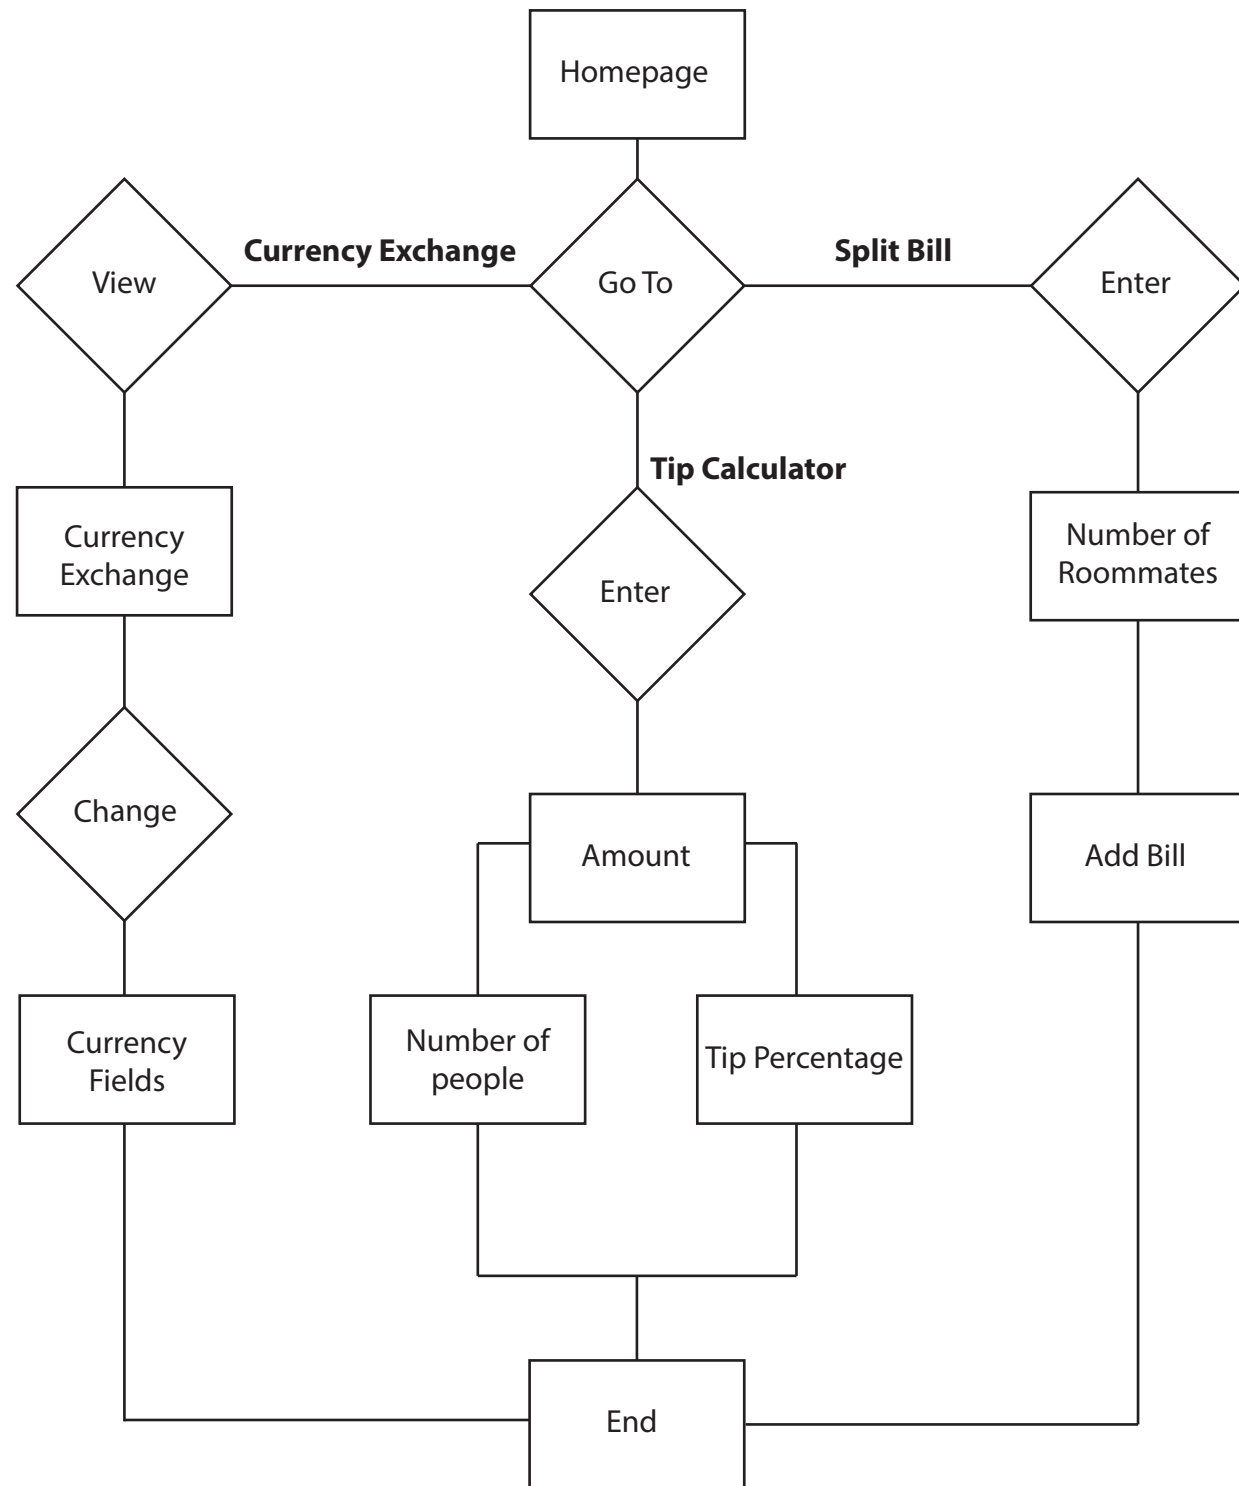 Homepage
Currency Exchange
Split Bill
View
Go To
Enter
Tip Calculator
Currency
Exchange
Enter
Number of
Roommates
Change
Amount
Add Bill
Currency
Fields
Number of
people
Tip Percentage
End